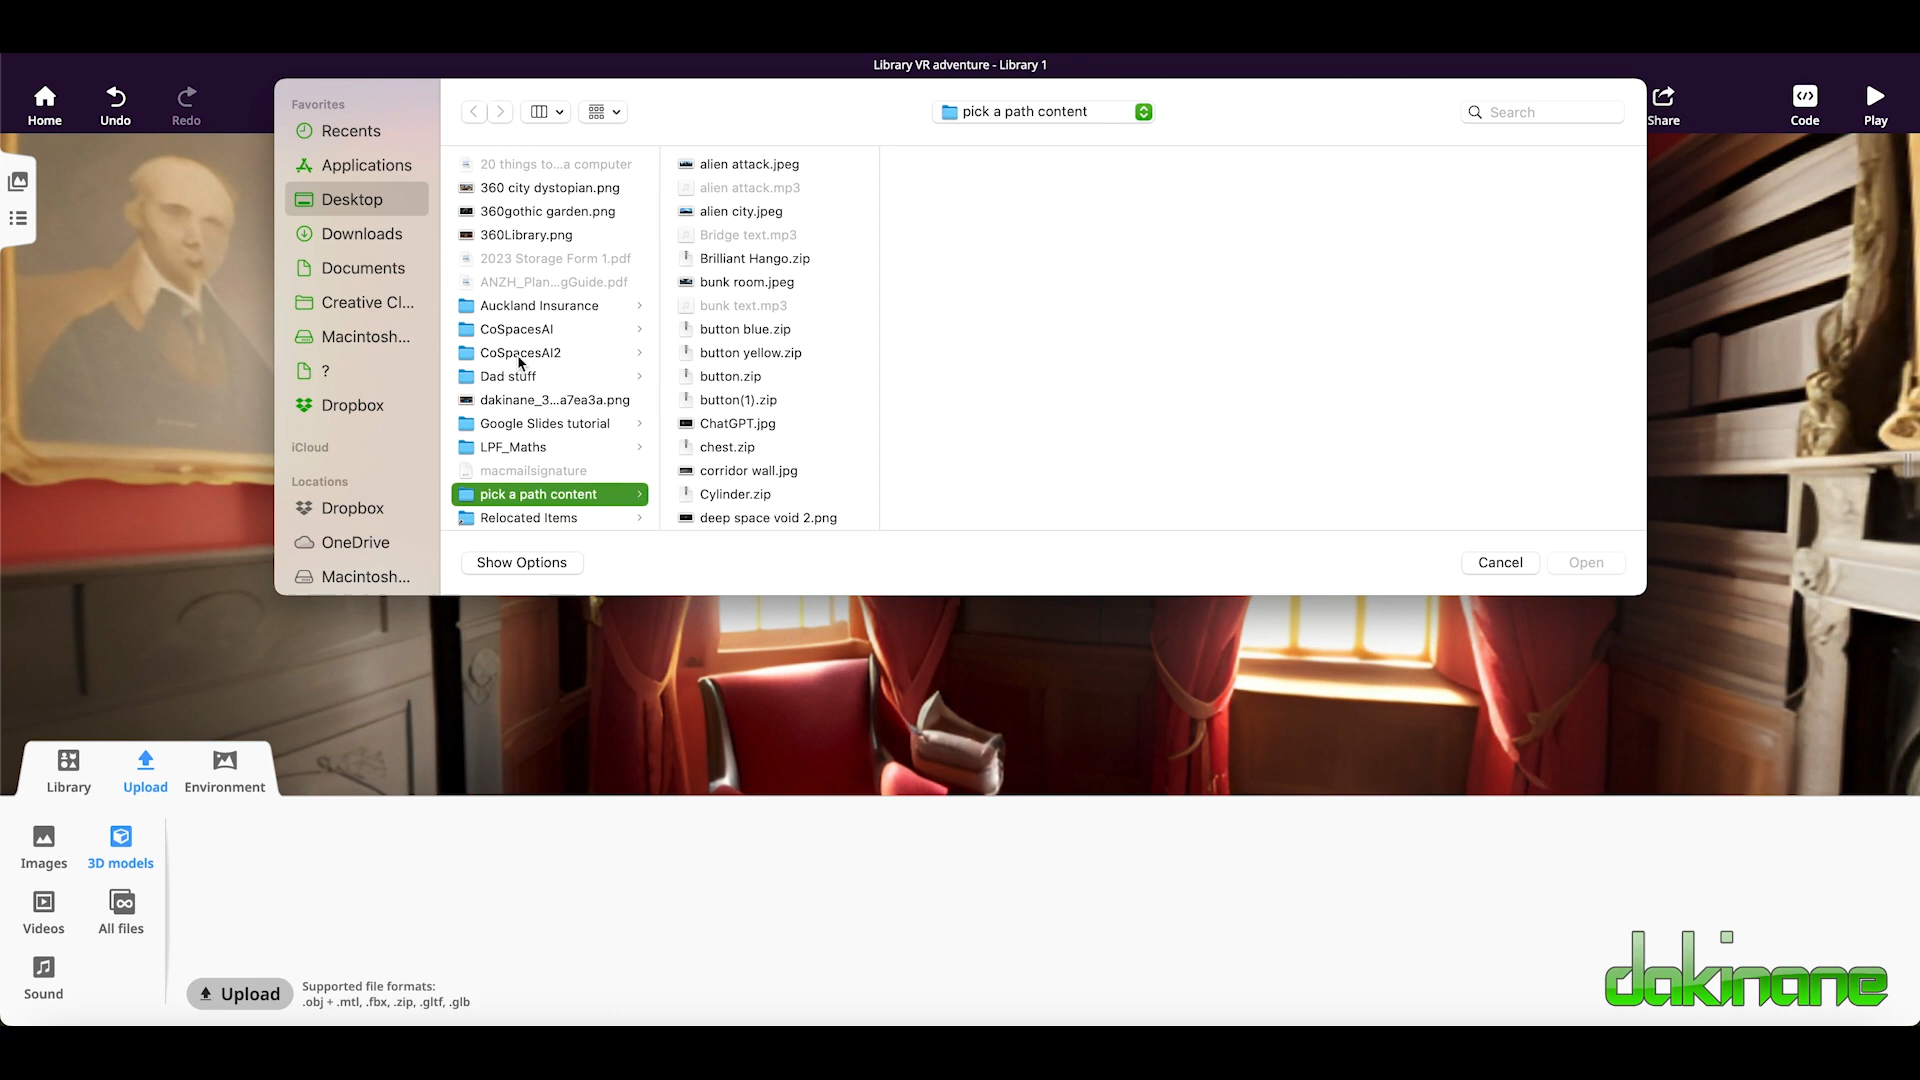 Library VR adventure - Library 1
Home
Undo
Redo
Share
Code
Play
Favorites
Recents
Applications
Desktop
Downloads
Documents
Creative Cl...
Macintosh...
?
Dropbox
iCloud
Locations
Dropbox
OneDrive
Macintosh...
pick a path content
Search
20 things to...a computer
360 city dystopian.png
360gothic garden.png
360Library.png
2023 Storage Form 1.pdf
ANZH_Plan...gGuide.pdf
Auckland Insurance
CoSpacesAI
CoSpacesAI2
Dad stuff
dakinane_3...a7ea3a.png
Google Slides tutorial
LPF_Maths
macmailsignature
pick a path content
Relocated Items
alien attack.jpeg
alien attack.mp3
alien city.jpeg
Bridge text.mp3
Brilliant Hango.zip
bunk room.jpeg
bunk text.mp3
button blue.zip
button yellow.zip
button.zip
button(1).zip
ChatGPT.jpg
chest.zip
corridor wall.jpg
Cylinder.zip
deep space void 2.png
Show Options
Cancel
Open
Library
Upload
Environment
Images
3D models
Videos
All files
Sound
Upload
Supported file formats:
.obj + .mtl, .fbx, .zip, .gltf, .glb
dakinane